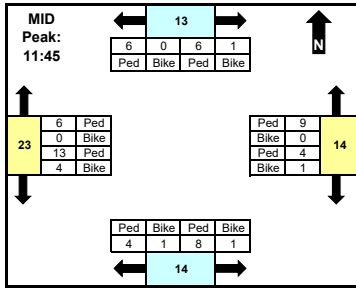 MID
Peak:
11:45
13
6 0 6 1
Ped Bike Ped Bike
N
23
6 Ped
0 Bike
13 Ped
4 Bike
Ped 9
Bike 0
Ped 4
Bike 1
14
Ped Bike Ped Bike
4 1 8 1
14